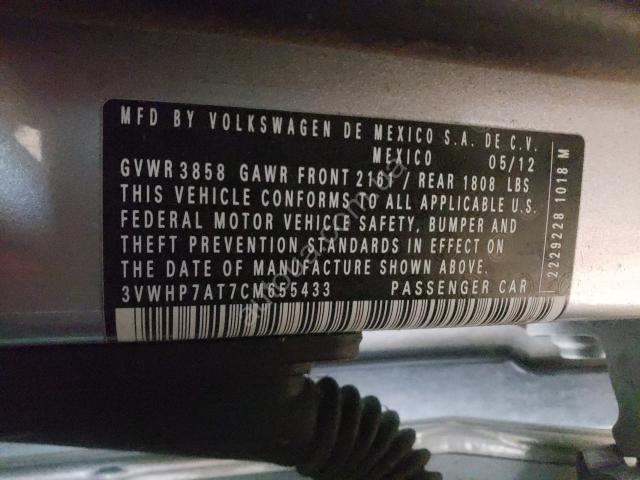 MFD BY VOLKSWAGEN DE MEXICO S.A. DE C.V.
MEXICO 05/12
GVWR 3858 GAWR FRONT / REAR 1808 LBS
THIS VEHICLE CONFORMS TO ALL APPLICABLE U.S.
FEDERAL MOTOR VEHICLE SAFETY, BUMPER AND
THEFT PREVENTION STANDARDS IN EFFECT ON
THE DATE OF MANUFACTURE SHOWN ABOVE.
3VWHP7AT7CM655433 PASSENGER CAR
2229228 1018 M